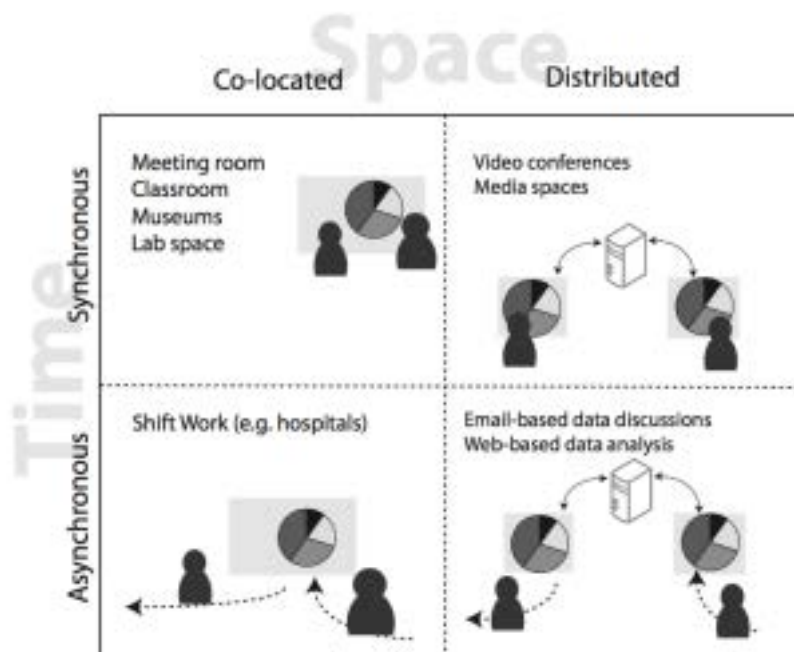 Space
Co-located
Distributed
Time
Synchronous
Meeting room
Classroom
Museums
Lab space
Video conferences
Media spaces
Asynchronous
Shift Work (e.g. hospitals)
Email-based data discussions
Web-based data analysis